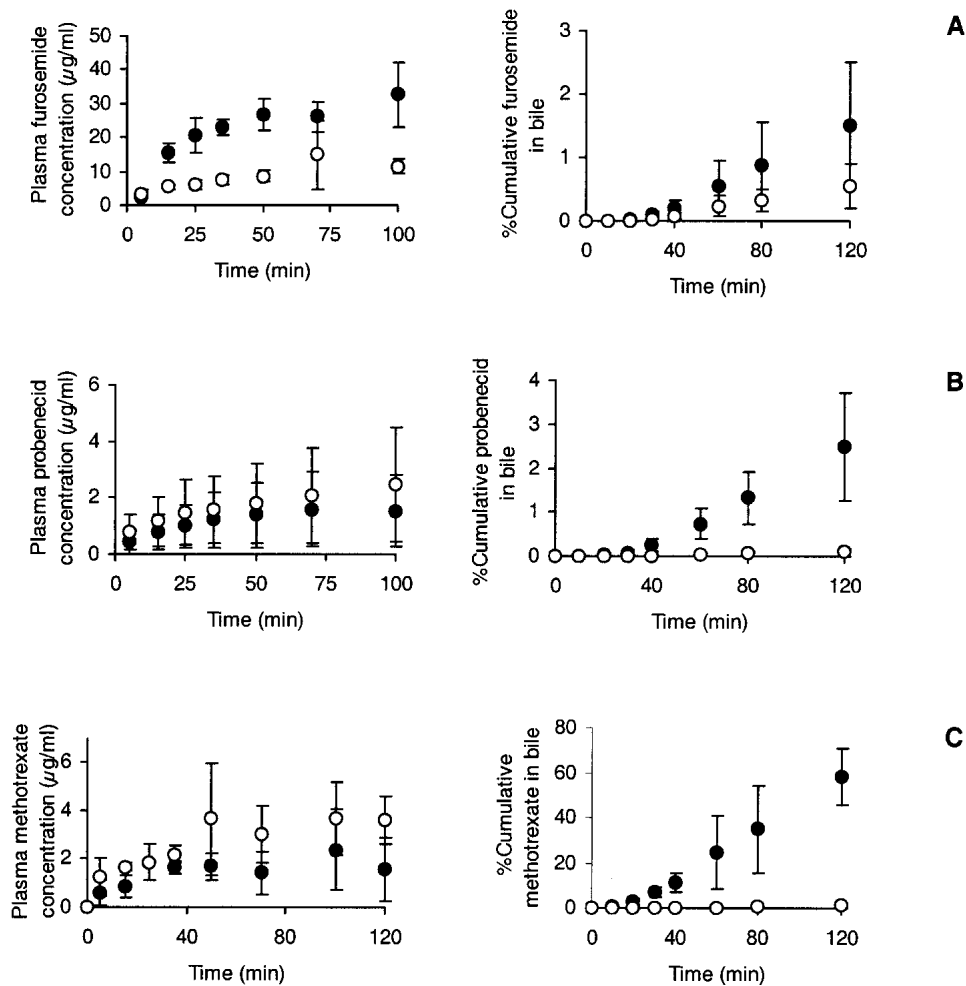 A
Plasma furosemide
concentration (µg/ml)
50
40
30
20
10
0
0 25 50 75 100
Time (min)
%Cumulative furosemide
in bile
3
2
1
0
0 40 80 120
Time (min)
B
Plasma probenecid
concentration (µg/ml)
6
4
2
0
0 25 50 75 100
Time (min)
%Cumulative probenecid
in bile
4
3
2
1
0
0 40 80 120
Time (min)
C
Plasma methotrexate
concentration (µg/ml)
6
4
2
0
0 40 80 120
Time (min)
%Cumulative
methotrexate in bile
80
60
40
20
0
0 40 80 120
Time (min)